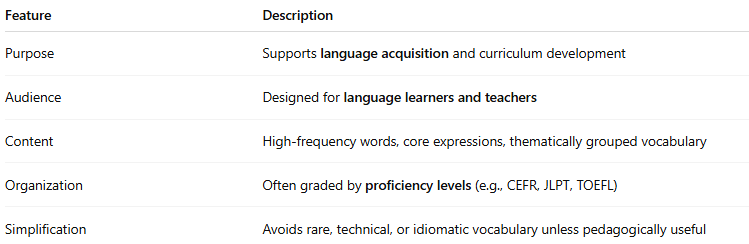 Feature Description
Purpose Supports language acquisition and curriculum development
Audience Designed for language learners and teachers
Content High-frequency words, core expressions, thematically grouped vocabulary
Organization Often graded by proficiency levels (e.g., CEFR, JLPT, TOEFL)
Simplification Avoids rare, technical, or idiomatic vocabulary unless pedagogically useful